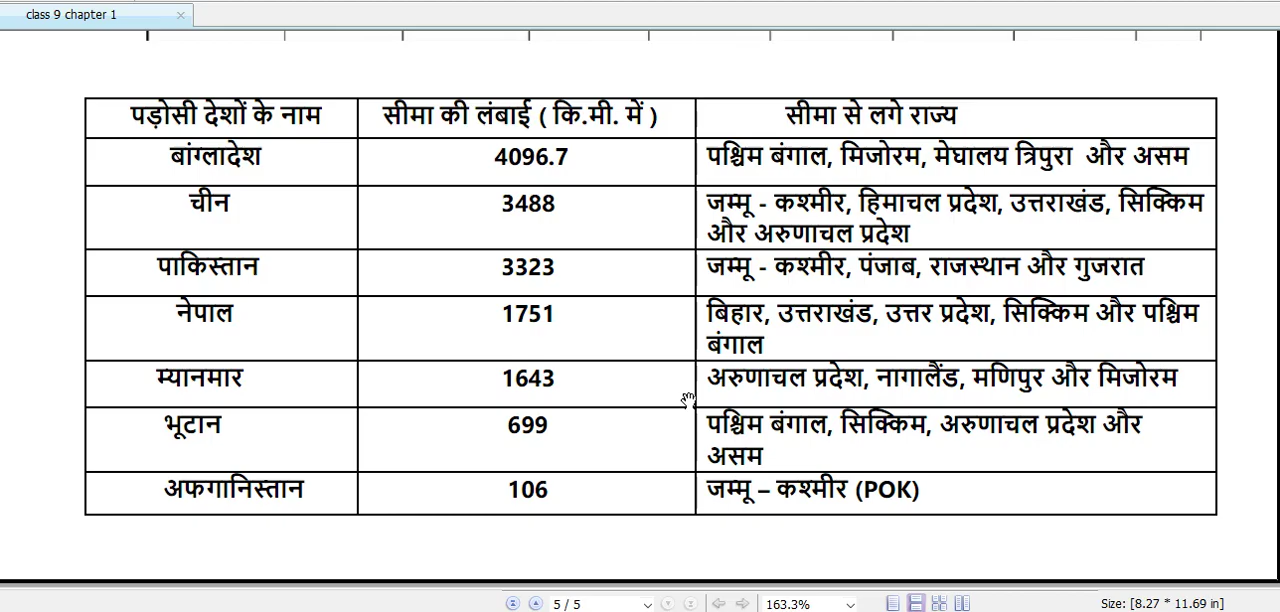 class 9 chapter 1
पड़ोसी देशों के नाम सीमा की लंबाई ( कि.मी. में ) सीमा से लगे राज्य
बांग्लादेश 4096.7 पश्चिम बंगाल, मिजोरम, मेघालय त्रिपुरा और असम
चीन 3488 जम्मू - कश्मीर, हिमाचल प्रदेश, उत्तराखंड, सिक्किम
और अरुणाचल प्रदेश
पाकिस्तान 3323 जम्मू - कश्मीर, पंजाब, राजस्थान और गुजरात
नेपाल 1751 बिहार, उत्तराखंड, उत्तर प्रदेश, सिक्किम और पश्चिम
बंगाल
म्यानमार 1643 अरुणाचल प्रदेश, नागालैंड, मणिपुर और मिजोरम
भूटान 699 पश्चिम बंगाल, सिक्किम, अरुणाचल प्रदेश और
असम
अफगानिस्तान 106 जम्मू – कश्मीर (POK)
5 / 5 163.3% Size: [8.27 * 11.69 in]